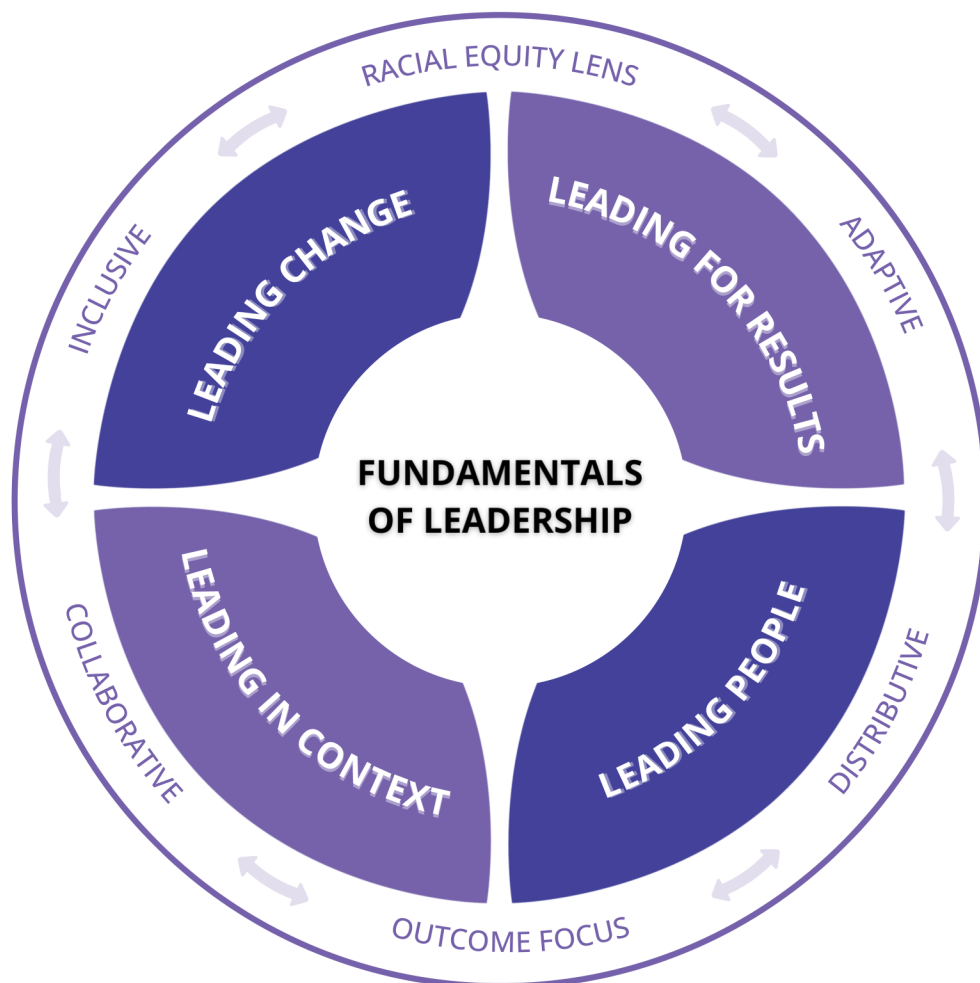 RACIAL EQUITY LENS
ADAPTIVE
DISTRIBUTIVE
OUTCOME FOCUS
COLLABORATIVE
INCLUSIVE
LEADING CHANGE
LEADING FOR RESULTS
LEADING PEOPLE
LEADING IN CONTEXT
FUNDAMENTALS
OF LEADERSHIP